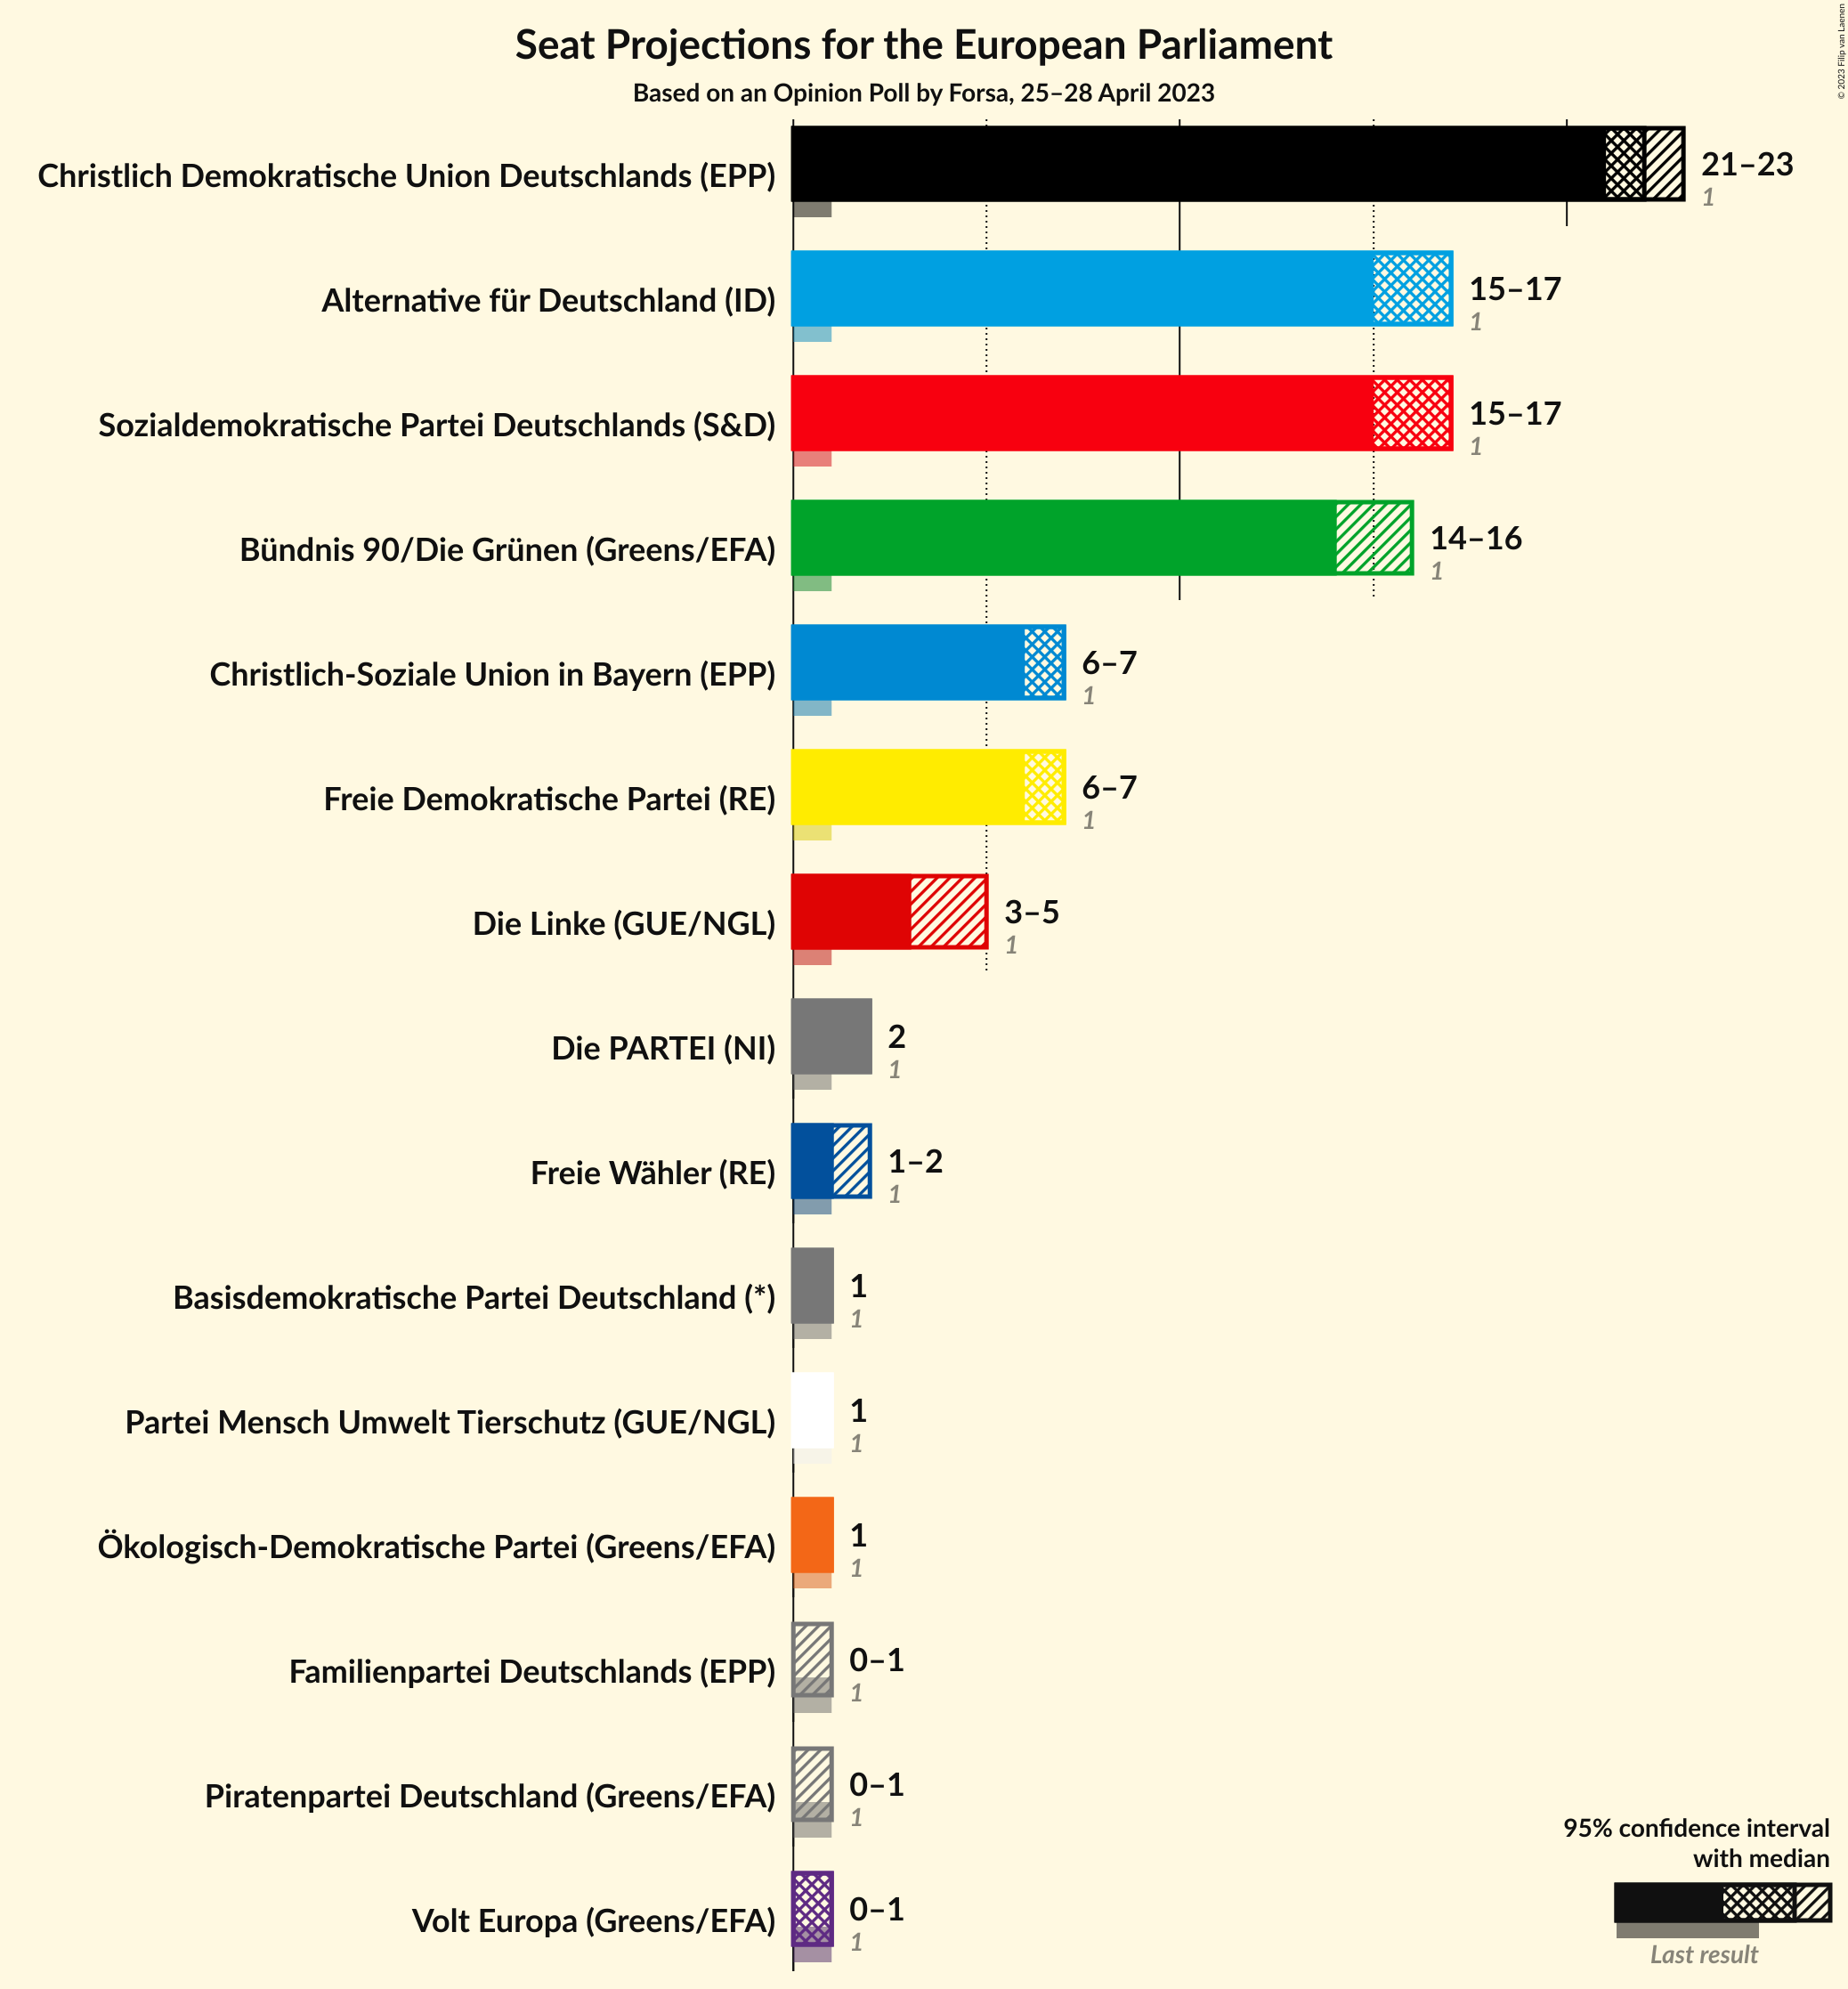 Seat Projections for the European Parliament
Based on an Opinion Poll by Forsa, 25–28 April 2023
© 2023 Filip van Laenen
Christlich Demokratische Union Deutschlands (EPP)
21–23
1
Alternative für Deutschland (ID)
15–17
1
Sozialdemokratische Partei Deutschlands (S&D)
15–17
1
Bündnis 90/Die Grünen (Greens/EFA)
14–16
1
Christlich-Soziale Union in Bayern (EPP)
6–7
1
Freie Demokratische Partei (RE)
6–7
1
Die Linke (GUE/NGL)
3–5
1
Die PARTEI (NI)
2
1
Freie Wähler (RE)
1–2
1
Basisdemokratische Partei Deutschland (*)
1
1
Partei Mensch Umwelt Tierschutz (GUE/NGL)
1
1
Ökologisch-Demokratische Partei (Greens/EFA)
1
1
Familienpartei Deutschlands (EPP)
0–1
1
Piratenpartei Deutschland (Greens/EFA)
0–1
1
Volt Europa (Greens/EFA)
0–1
1
95% confidence interval
with median
Last result